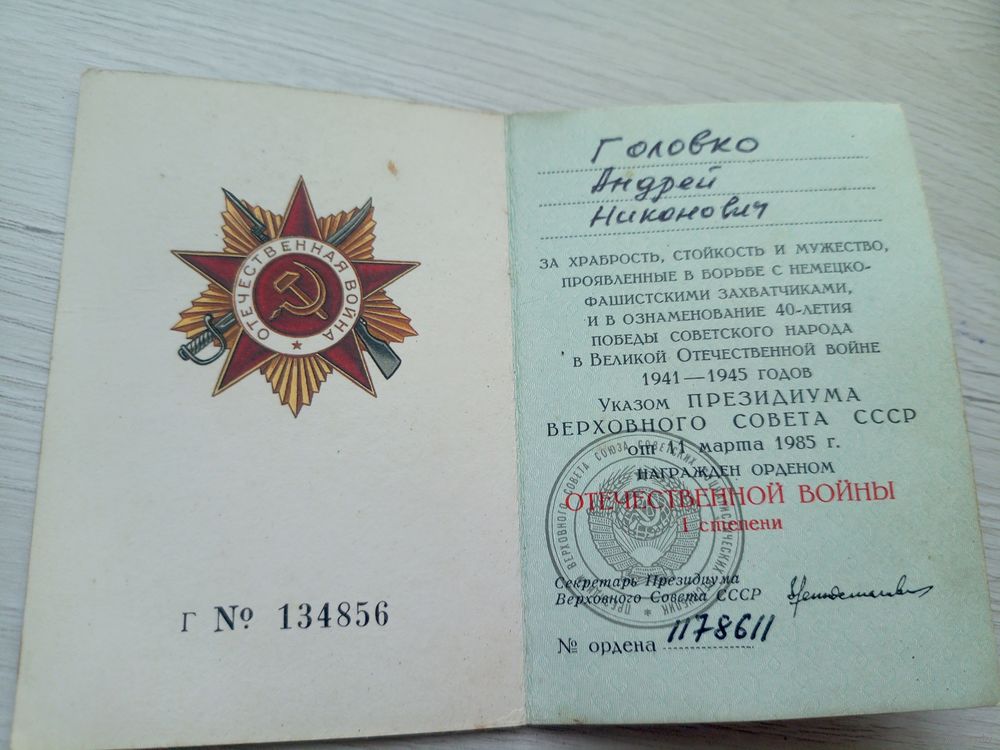 ОТЕЧЕСТВЕННАЯ ВОЙНА
Г № 134856
Головко
Андрей
Никонович
ЗА ХРАБРОСТЬ, СТОЙКОСТЬ И МУЖЕСТВО,
ПРОЯВЛЕННЫЕ В БОРЬБЕ С НЕМЕЦКО-
ФАШИСТСКИМИ ЗАХВАТЧИКАМИ,
И В ОЗНАМЕНОВАНИЕ 40-ЛЕТИЯ
ПОБЕДЫ СОВЕТСКОГО НАРОДА
В ВЕЛИКОЙ ОТЕЧЕСТВЕННОЙ ВОЙНЕ
1941—1945 ГОДОВ
УКАЗОМ ПРЕЗИДИУМА
ВЕРХОВНОГО СОВЕТА СССР
от 11 марта 1985 г.
НАГРАЖДЕН ОРДЕНОМ
ОТЕЧЕСТВЕННОЙ ВОЙНЫ
I степени
Секретарь Президиума
Верховного Совета СССР
№ ордена 1178611